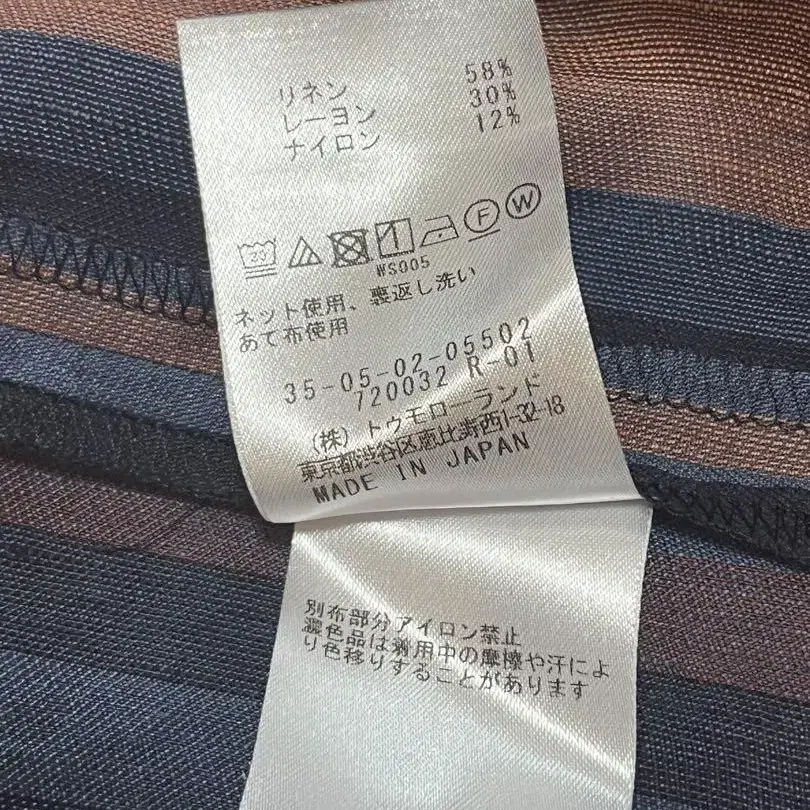 リネン 58%
レーヨン 30%
ナイロン 12%
20 F W
WS005
ネット使用、裏返し洗い
あて布使用
35-05-02-05502
720032 R-01
(株)トゥモローランド
東京都渋谷区恵比寿西1-32-18
MADE IN JAPAN
別布部分アイロン禁止
濃色品は着用中の摩擦や汗によ
り色移りすることがあります